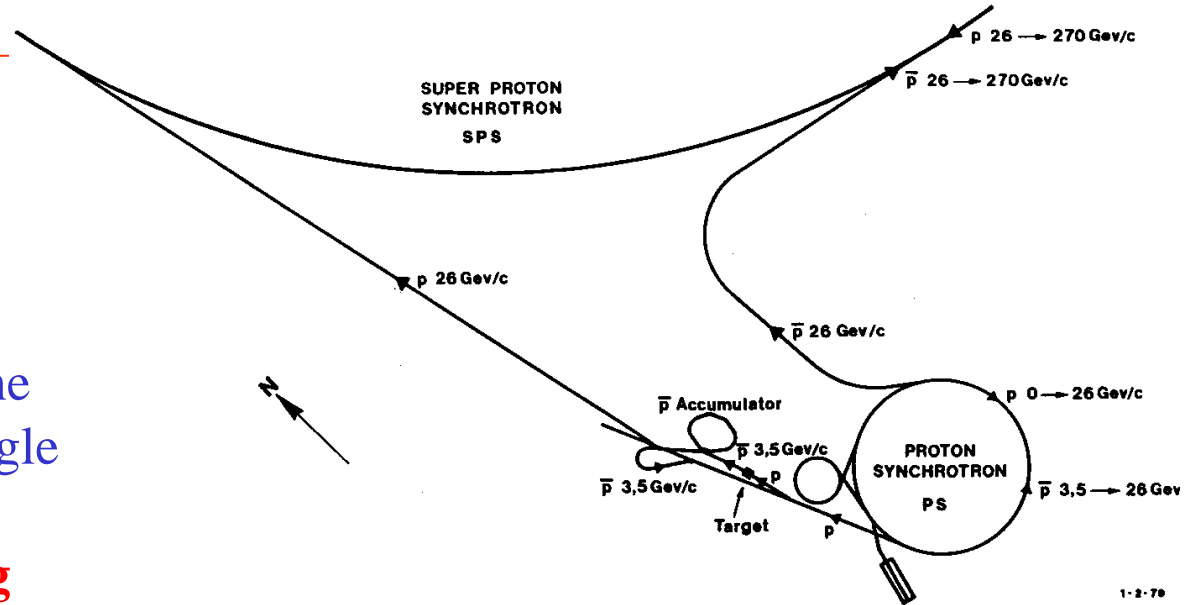 p 26 → 270 Gev/c
p̅ 26 → 270 Gev/c
SUPER PROTON
SYNCHROTRON
SPS
p 26 Gev/c
p̅ 26 Gev/c
N
p 0 → 26 Gev/c
p̅ Accumulator
p̅ 3,5 Gev/c
p
p̅ 3,5 Gev/c
Target
p
PROTON
SYNCHROTRON
PS
p̅ 3,5 → 26 Gev
gle
g
1-2-79